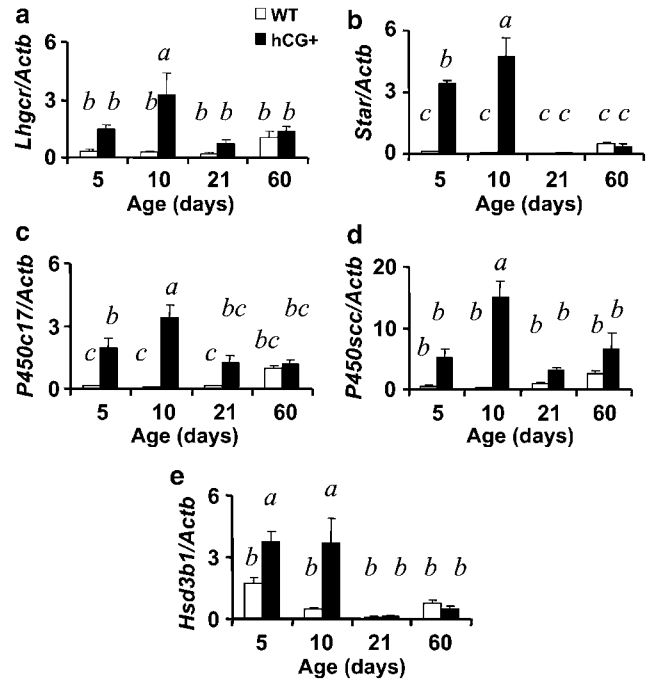 a
WT
hCG+
Lhgcr/Actb
6
3
0
b b b a b b b b
5 10 21 60
Age (days)
b
Star/Actb
6
3
0
c b c a c c c c
5 10 21 60
Age (days)
c
P450c17/Actb
6
3
0
c b c a c bc bc bc
5 10 21 60
Age (days)
d
P450scc/Actb
20
10
0
b b b a b b b b
5 10 21 60
Age (days)
e
Hsd3b1/Actb
6
3
0
b a b a b b b b
5 10 21 60
Age (days)